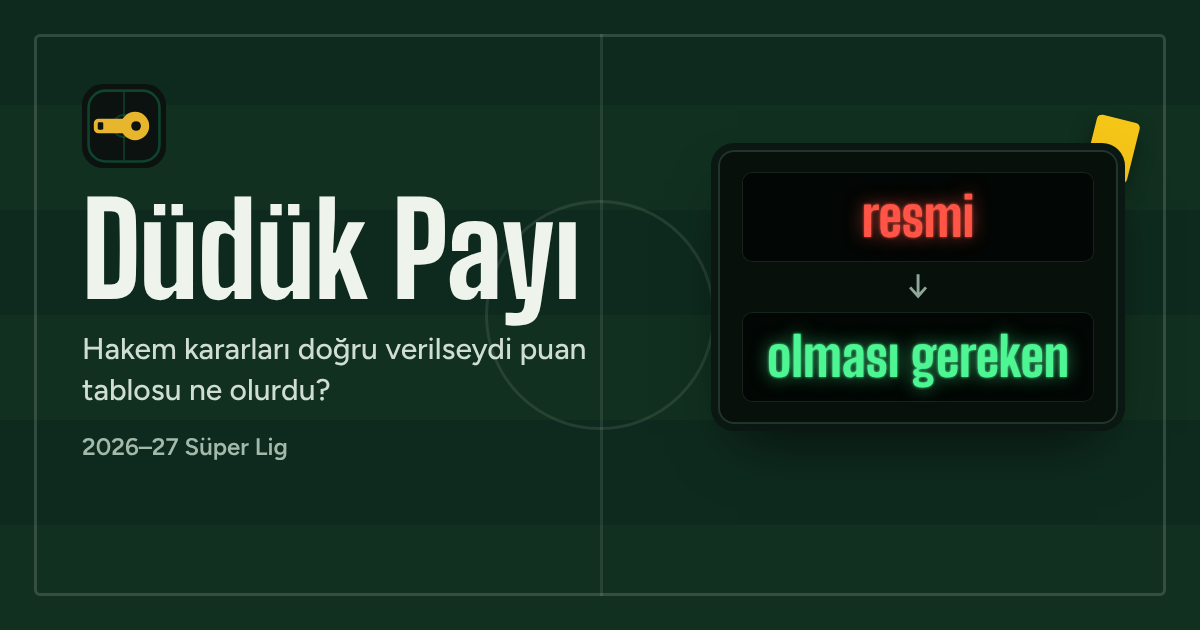 Düdük Payı
Hakem kararları doğru verilseydi puan
tablosu ne olurdu?
2026–27 Süper Lig
resmi
↓
olması gereken